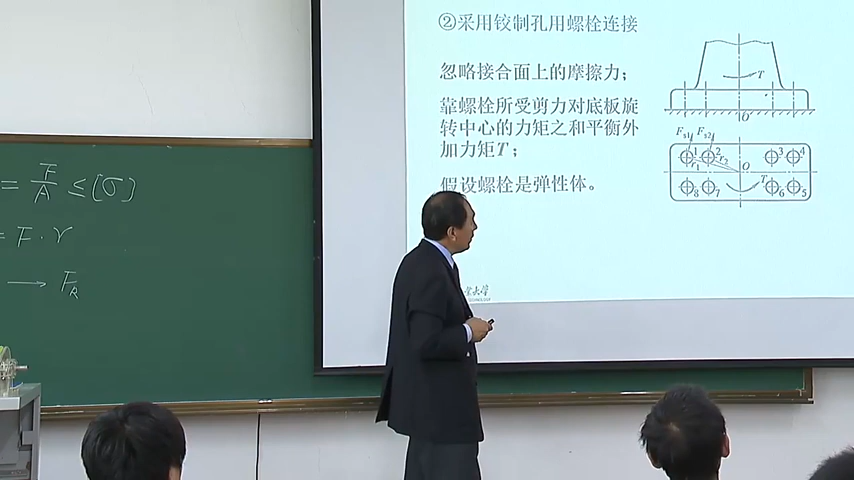 ②采用铰制孔用螺栓连接
忽略接合面上的摩擦力；
靠螺栓所受剪力对底板旋
转中心的力矩之和平衡外
加力矩T；
假设螺栓是弹性体。
T
O
Fs1 Fs2
1 2 3 4
r1 r2 O
T
8 7 6 5
= F/A ≤ [σ]
= F · r
→ FR
业大学